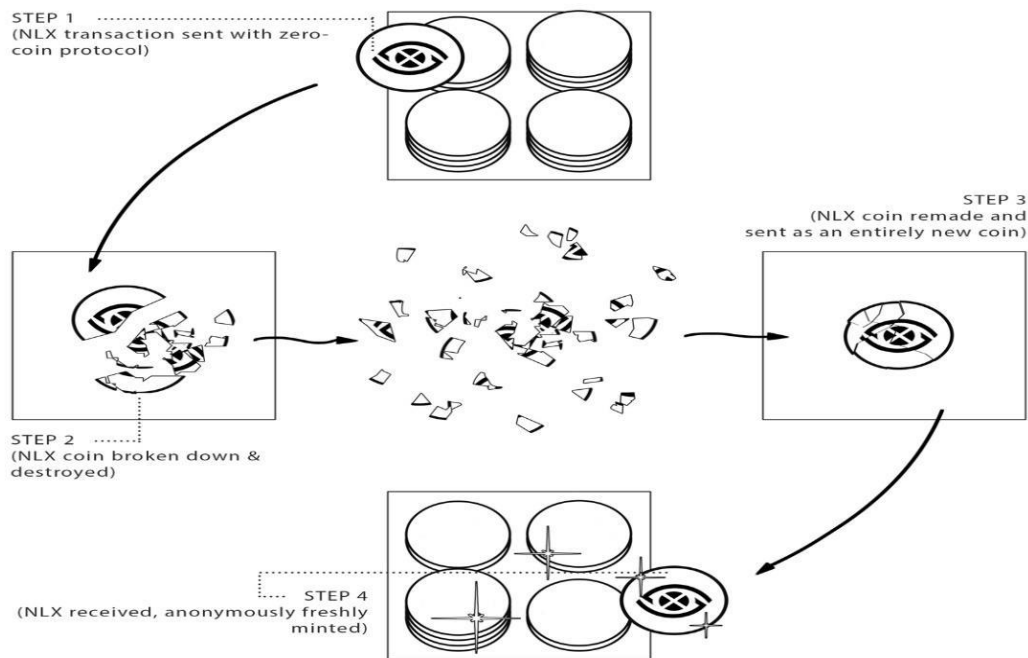 STEP 1
(NLX transaction sent with zero-
coin protocol)
STEP 2
(NLX coin broken down &
destroyed)
STEP 3
(NLX coin remade and
sent as an entirely new coin)
STEP 4
(NLX received, anonymously freshly
minted)